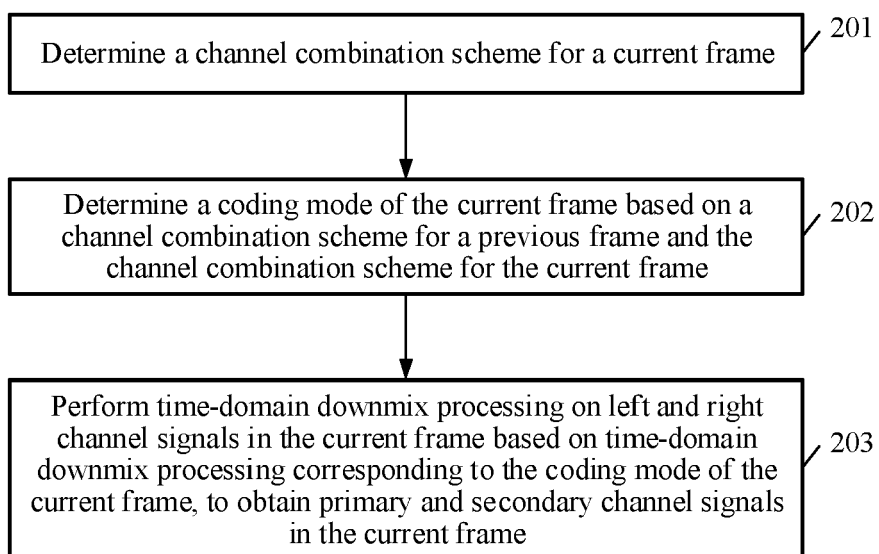 201
Determine a channel combination scheme for a current frame
Determine a coding mode of the current frame based on a
channel combination scheme for a previous frame and the
channel combination scheme for the current frame
202
Perform time-domain downmix processing on left and right
channel signals in the current frame based on time-domain
downmix processing corresponding to the coding mode of the
current frame, to obtain primary and secondary channel signals
in the current frame
203